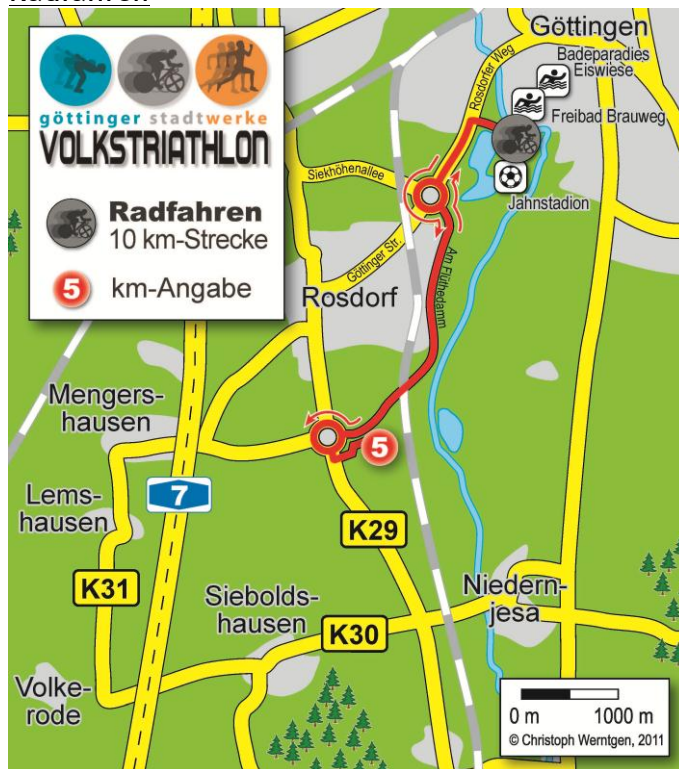 göttinger stadtwerke
VOLKSTRIATHLON
Radfahren
10 km-Strecke
5
km-Angabe
Göttingen
Badeparadies
Eiswiese
Freibad Brauweg
Rosdorfer Weg
Jahnstadion
Siekhöhenallee
Göttinger Str.
Am Flüthedamm
Rosdorf
Mengers-
hausen
5
7
Lems-
hausen
K29
K31
Siebolds-
hausen
Niedern-
jesa
K30
Volke-
rode
0 m 1000 m
© Christoph Werntgen, 2011